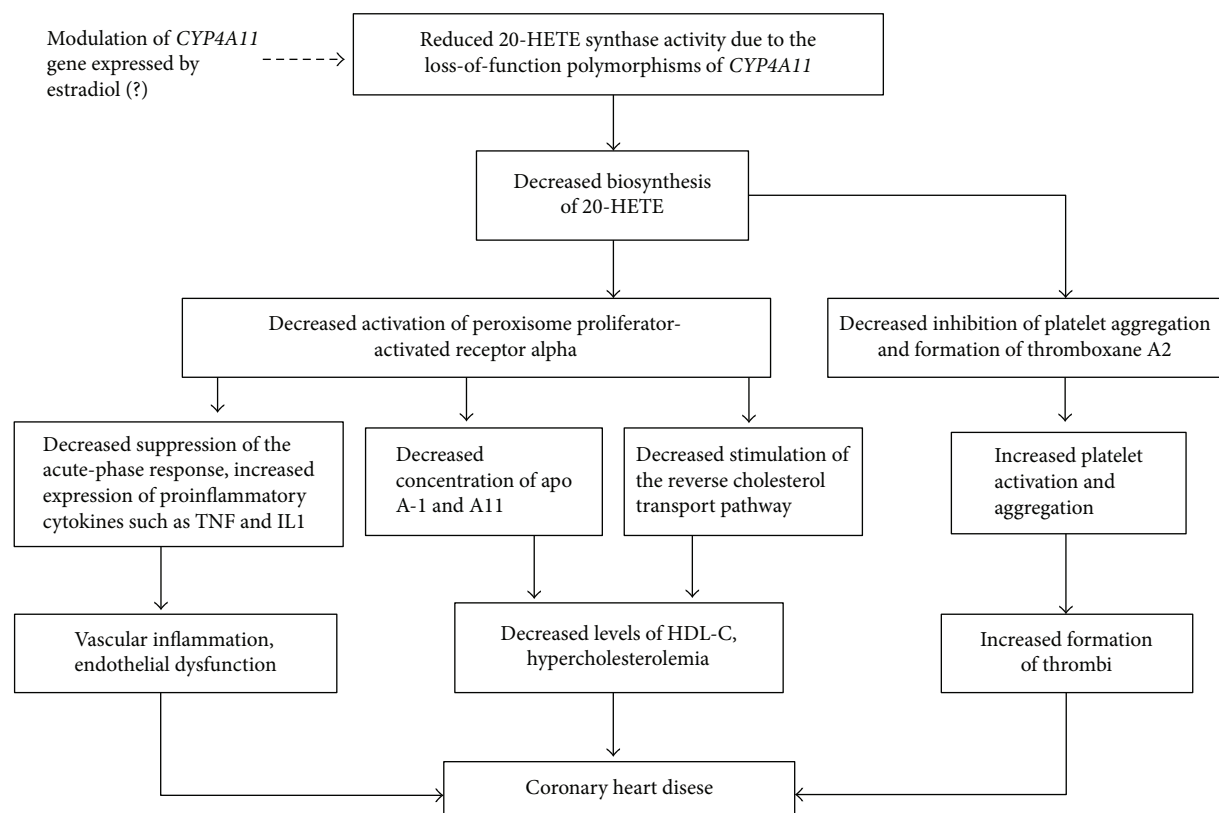 Modulation of CYP4A11
gene expressed by
estradiol (?)
Reduced 20-HETE synthase activity due to the
loss-of-function polymorphisms of CYP4A11
Decreased biosynthesis
of 20-HETE
Decreased activation of peroxisome proliferator-
activated receptor alpha
Decreased inhibition of platelet aggregation
and formation of thromboxane A2
Decreased suppression of the
acute-phase response, increased
expression of proinflammatory
cytokines such as TNF and IL1
Decreased
concentration of apo
A-1 and A11
Decreased stimulation of
the reverse cholesterol
transport pathway
Increased platelet
activation and
aggregation
Vascular inflammation,
endothelial dysfunction
Decreased levels of HDL-C,
hypercholesterolemia
Increased formation
of thrombi
Coronary heart disese